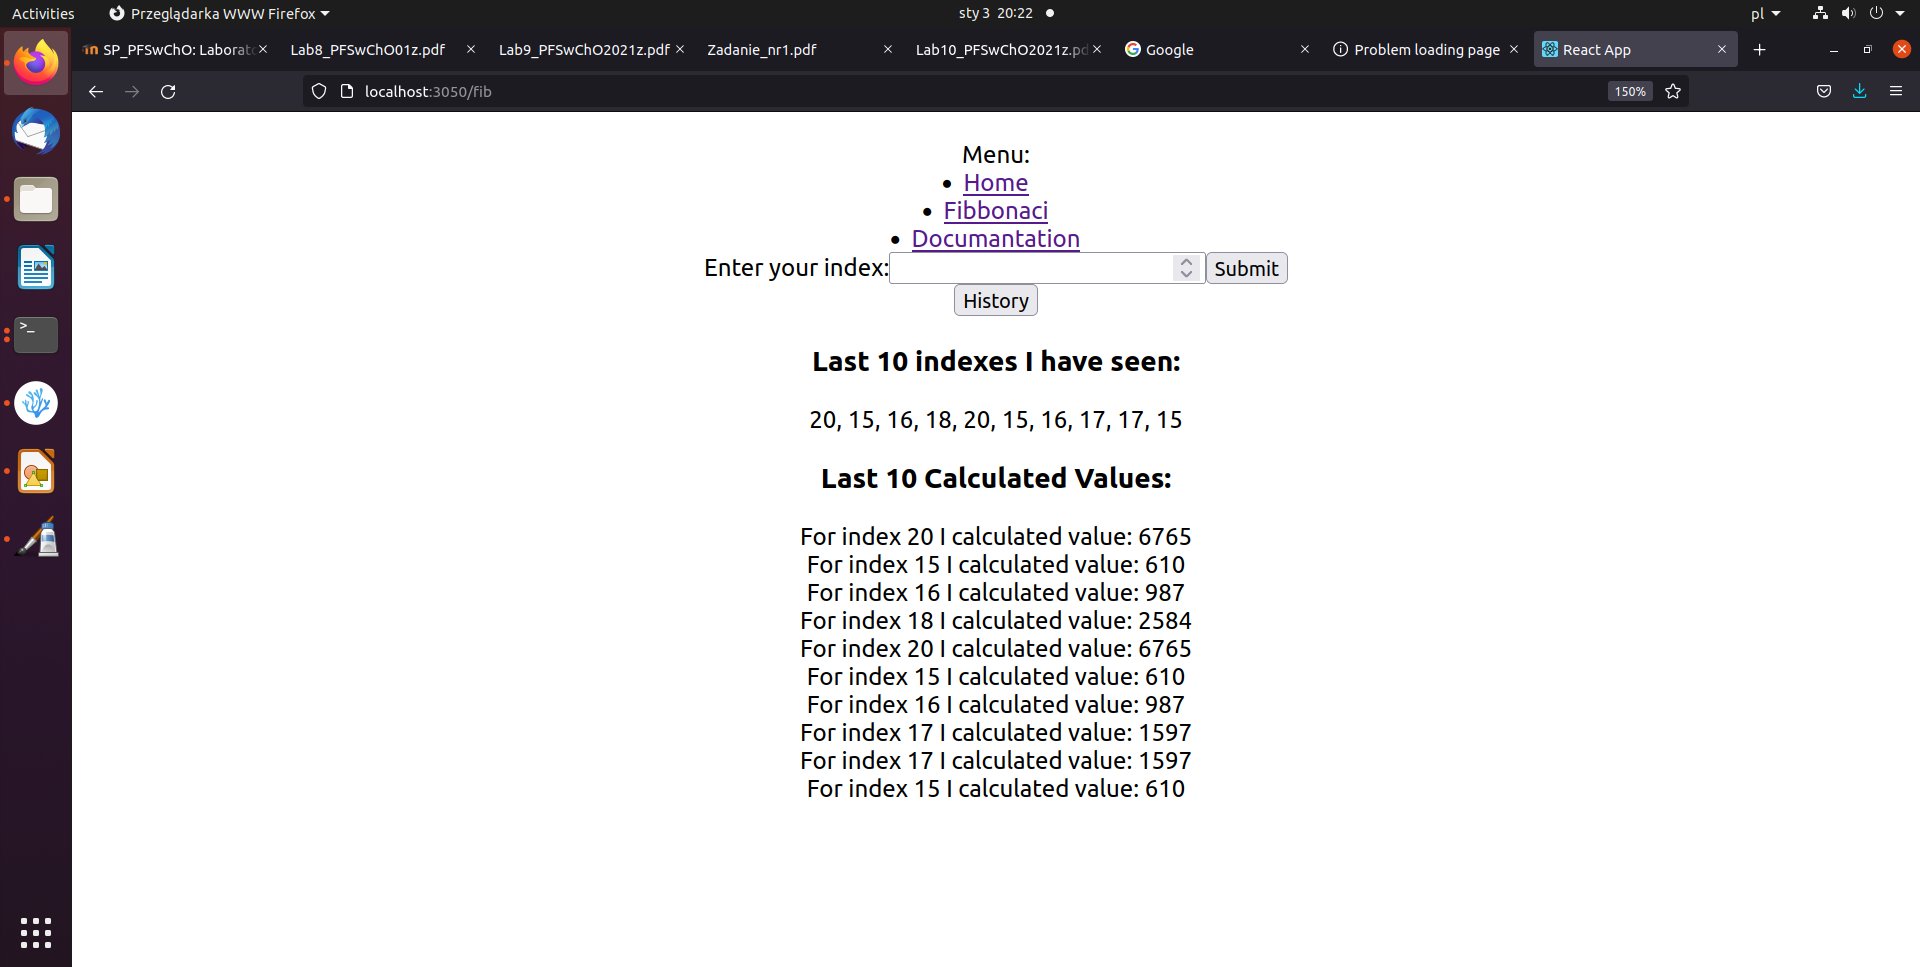 Activities
Przeglądarka WWW Firefox
sty 3 20:22
pl
SP_PFSwChO: Laborato
Lab8_PFSwChO01z.pdf
Lab9_PFSwChO2021z.pdf
Zadanie_nr1.pdf
Lab10_PFSwChO2021z.pd
Google
Problem loading page
React App
localhost:3050/fib
150%
Menu:
• Home
• Fibbonaci
• Documantation
Enter your index:
Submit
History
Last 10 indexes I have seen:
20, 15, 16, 18, 20, 15, 16, 17, 17, 15
Last 10 Calculated Values:
For index 20 I calculated value: 6765
For index 15 I calculated value: 610
For index 16 I calculated value: 987
For index 18 I calculated value: 2584
For index 20 I calculated value: 6765
For index 15 I calculated value: 610
For index 16 I calculated value: 987
For index 17 I calculated value: 1597
For index 17 I calculated value: 1597
For index 15 I calculated value: 610